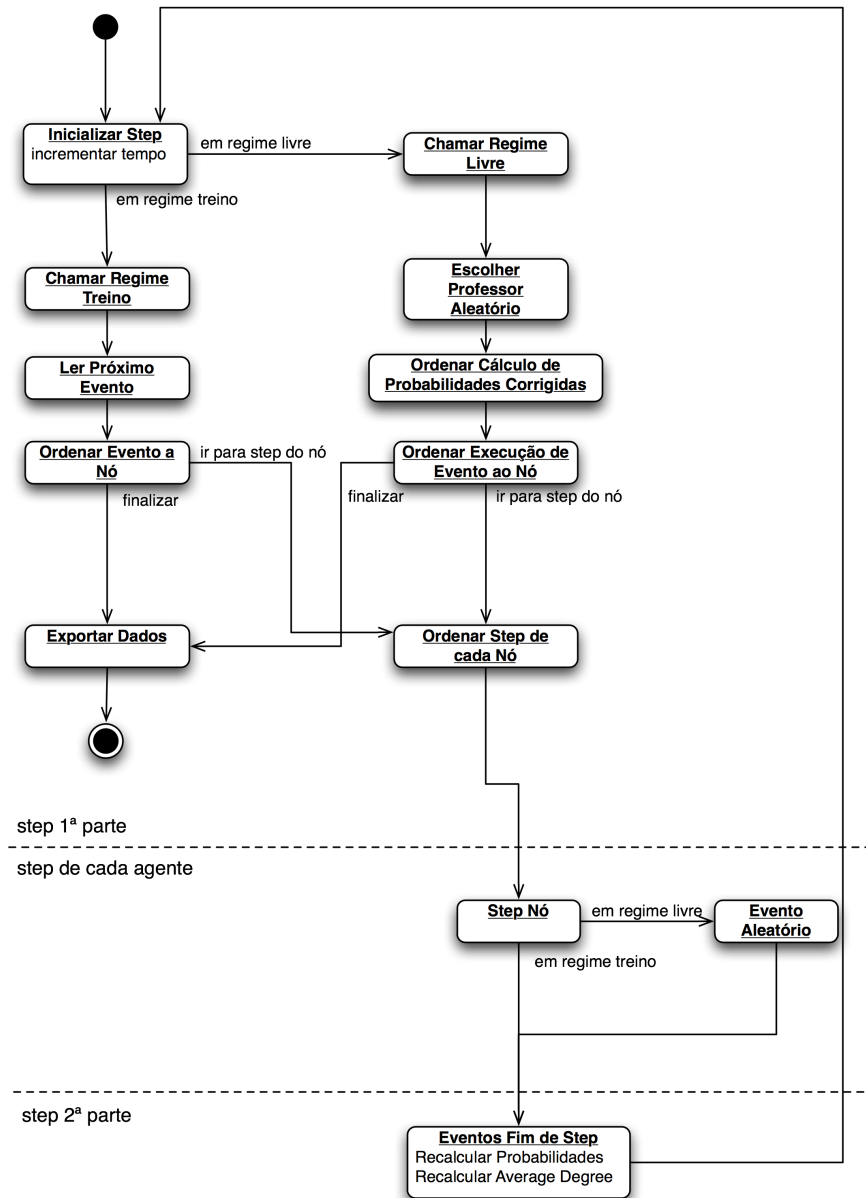 Inicializar Step
incrementar tempo
em regime livre
Chamar Regime
Livre
em regime treino
Chamar Regime
Treino
Escolher
Professor
Aleatório
Ler Próximo
Evento
Ordenar Cálculo de
Probabilidades Corrigidas
Ordenar Evento a
Nó
ir para step do nó
finalizar
Ordenar Execução de
Evento ao Nó
finalizar
ir para step do nó
Exportar Dados
Ordenar Step de
cada Nó
step 1ª parte
step de cada agente
Step Nó
em regime livre
Evento
Aleatório
em regime treino
step 2ª parte
Eventos Fim de Step
Recalcular Probabilidades
Recalcular Average Degree